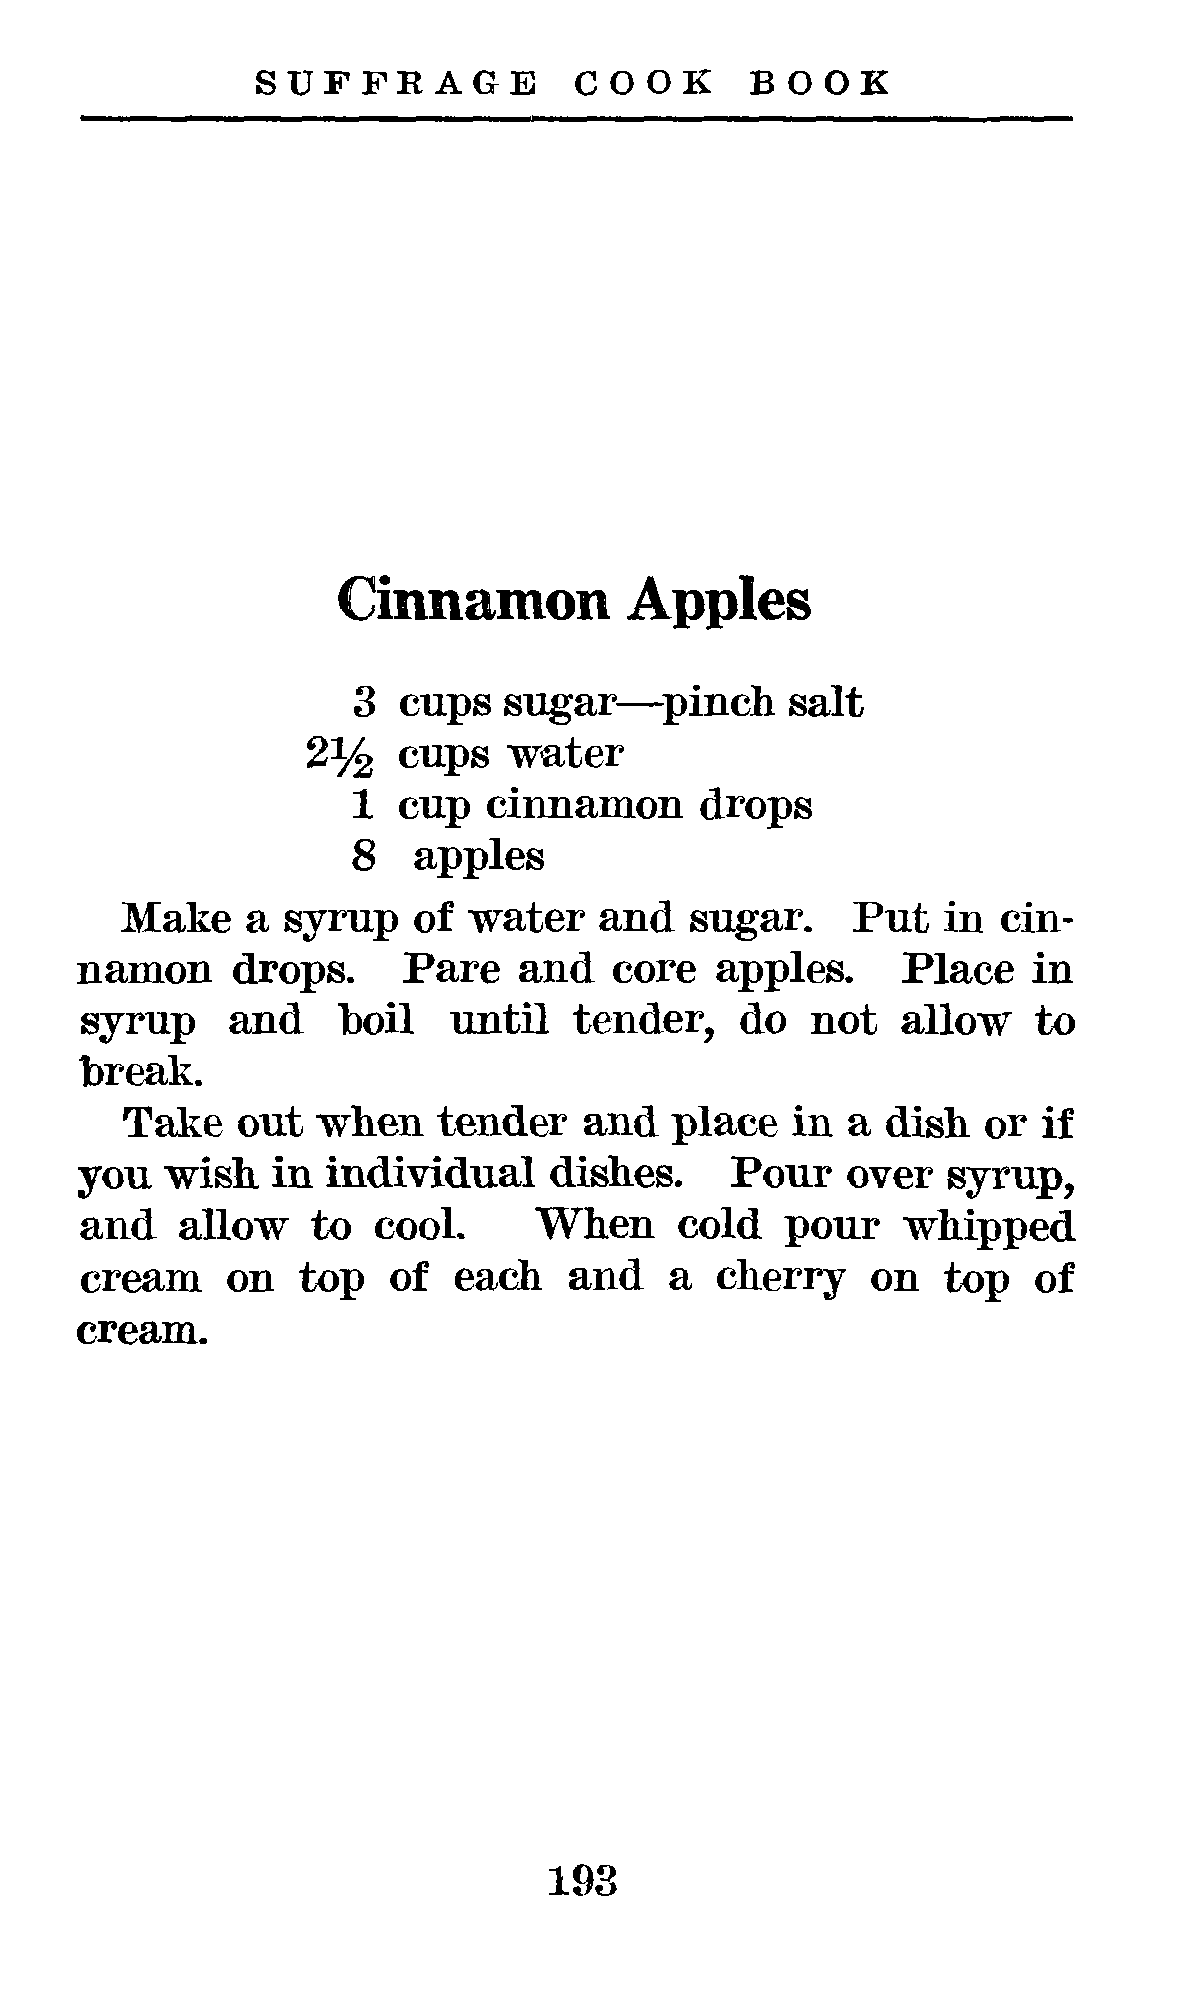 SUFFRAGE COOK BOOK
Cinnamon Apples
3 cups sugar—pinch salt
2½ cups water
1 cup cinnamon drops
8 apples
Make a syrup of water and sugar. Put in cin-
namon drops. Pare and core apples. Place in
syrup and boil until tender, do not allow to
break.
Take out when tender and place in a dish or if
you wish in individual dishes. Pour over syrup,
and allow to cool. When cold pour whipped
cream on top of each and a cherry on top of
cream.
193